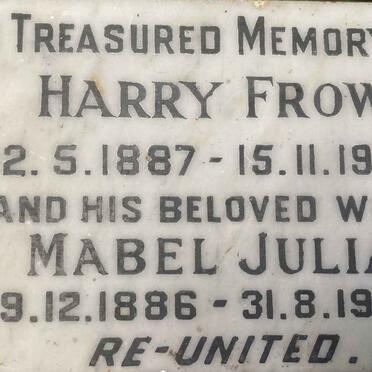 TREASURED MEMORY
HARRY FROW
2.5.1887 - 15.11.19
AND HIS BELOVED W
MABEL JULIA
9.12.1886 - 31.8.19
RE-UNITED.